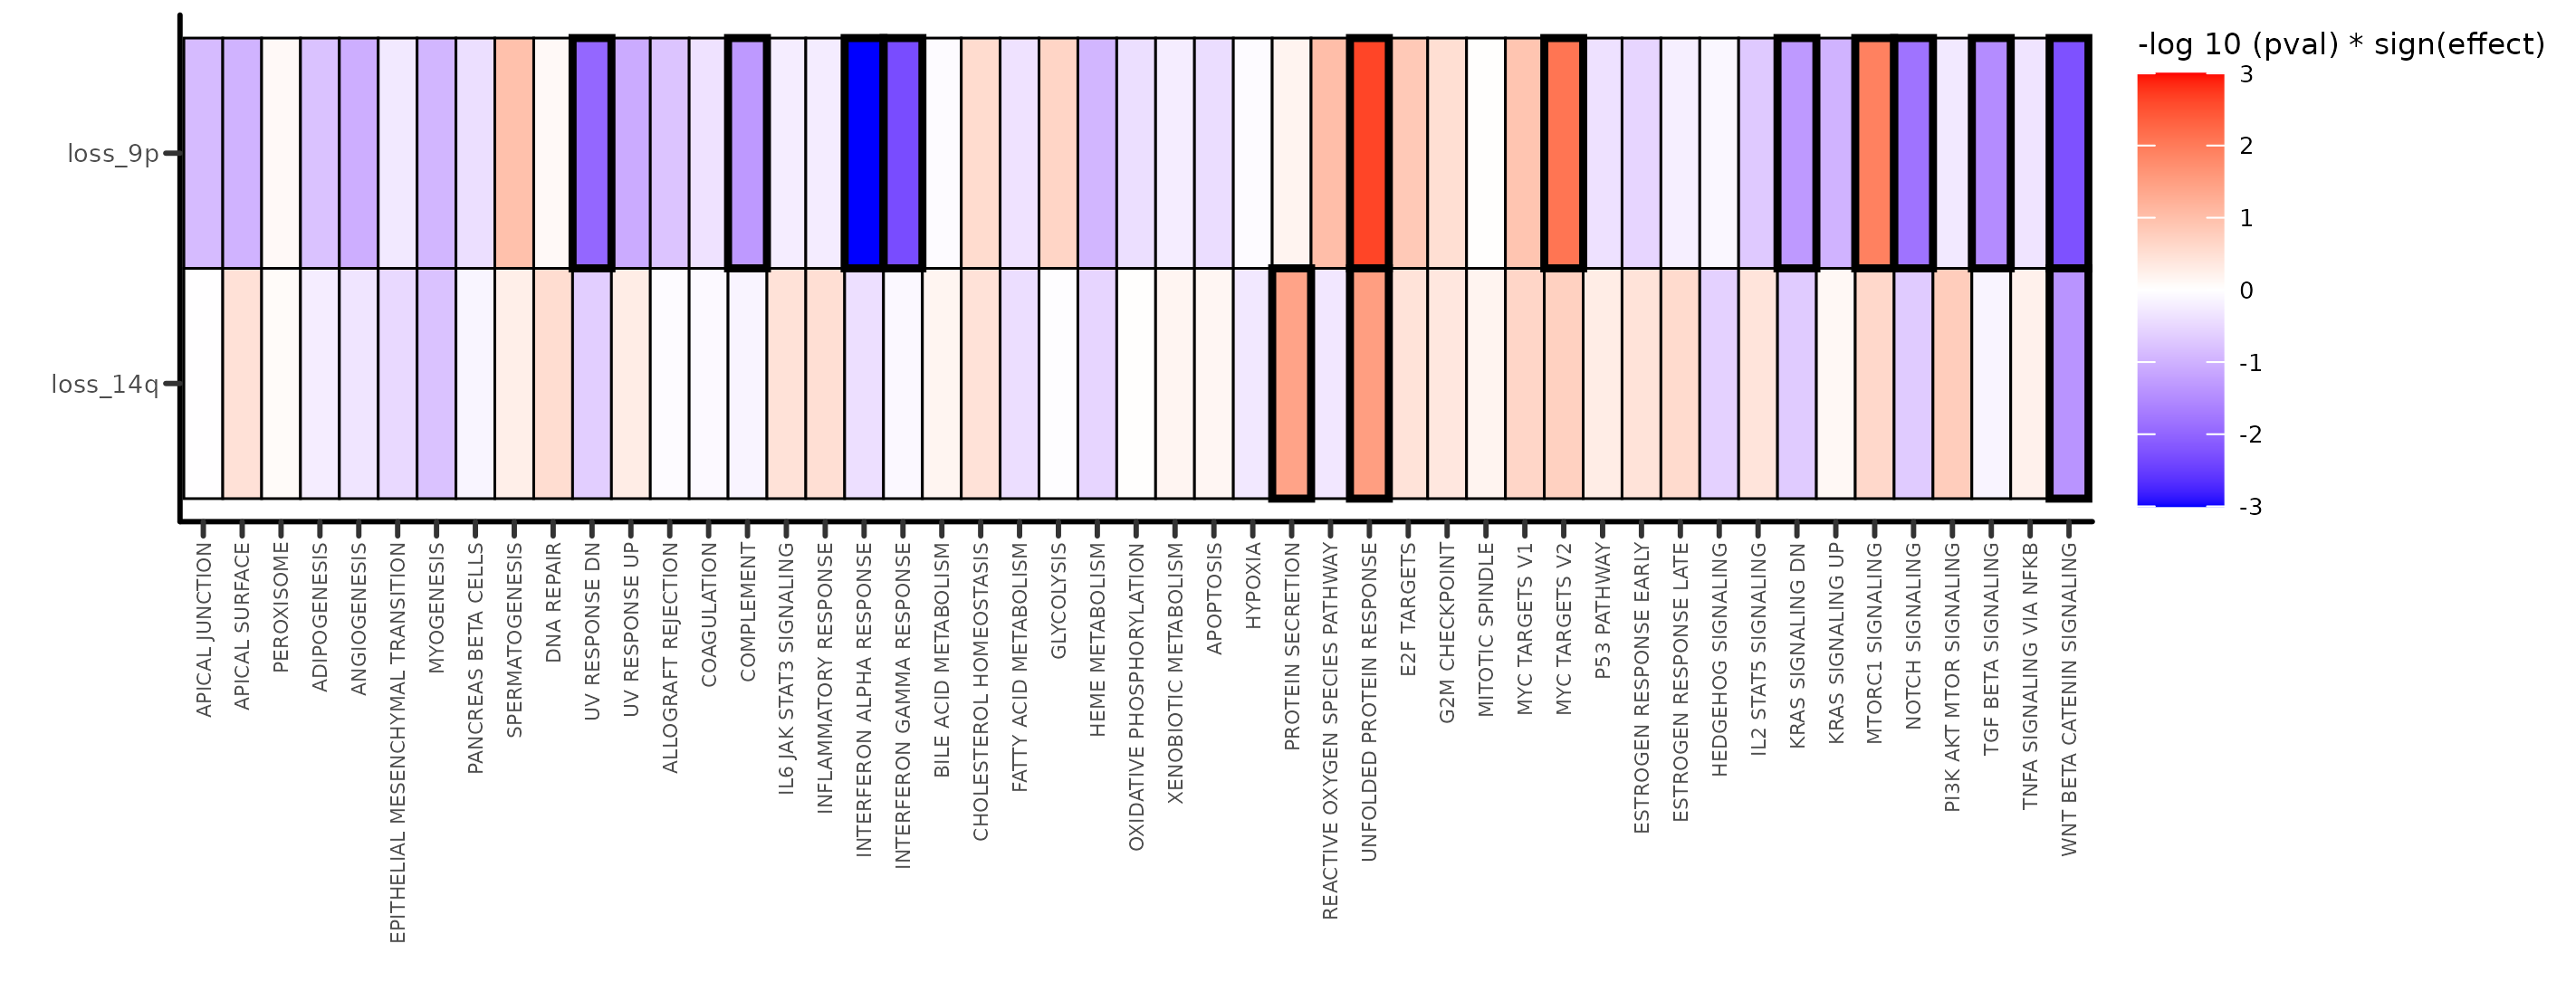 -log 10 (pval) * sign(effect)
3
2
1
0
-1
-2
-3
loss_9p
loss_14q
APICAL JUNCTION
APICAL SURFACE
PEROXISOME
ADIPOGENESIS
ANGIOGENESIS
EPITHELIAL MESENCHYMAL TRANSITION
MYOGENESIS
PANCREAS BETA CELLS
SPERMATOGENESIS
DNA REPAIR
UV RESPONSE DN
UV RESPONSE UP
ALLOGRAFT REJECTION
COAGULATION
COMPLEMENT
IL6 JAK STAT3 SIGNALING
INFLAMMATORY RESPONSE
INTERFERON ALPHA RESPONSE
INTERFERON GAMMA RESPONSE
BILE ACID METABOLISM
CHOLESTEROL HOMEOSTASIS
FATTY ACID METABOLISM
GLYCOLYSIS
HEME METABOLISM
OXIDATIVE PHOSPHORYLATION
XENOBIOTIC METABOLISM
APOPTOSIS
HYPOXIA
PROTEIN SECRETION
REACTIVE OXYGEN SPECIES PATHWAY
UNFOLDED PROTEIN RESPONSE
E2F TARGETS
G2M CHECKPOINT
MITOTIC SPINDLE
MYC TARGETS V1
MYC TARGETS V2
P53 PATHWAY
ESTROGEN RESPONSE EARLY
ESTROGEN RESPONSE LATE
HEDGEHOG SIGNALING
IL2 STAT5 SIGNALING
KRAS SIGNALING DN
KRAS SIGNALING UP
MTORC1 SIGNALING
NOTCH SIGNALING
PI3K AKT MTOR SIGNALING
TGF BETA SIGNALING
TNFA SIGNALING VIA NFKB
WNT BETA CATENIN SIGNALING